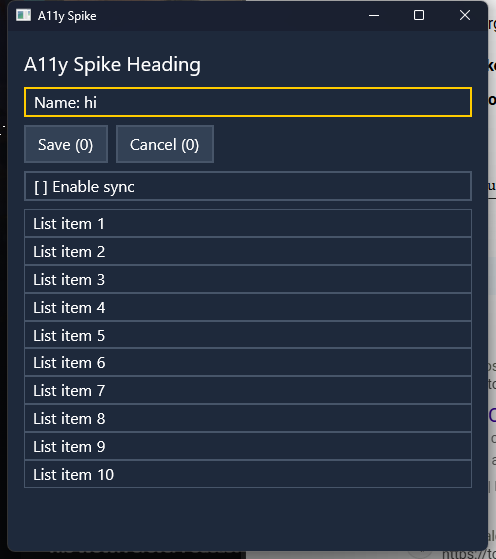 A11y Spike
A11y Spike Heading
Name: hi
Save (0) Cancel (0)
[ ] Enable sync
List item 1
List item 2
List item 3
List item 4
List item 5
List item 6
List item 7
List item 8
List item 9
List item 10